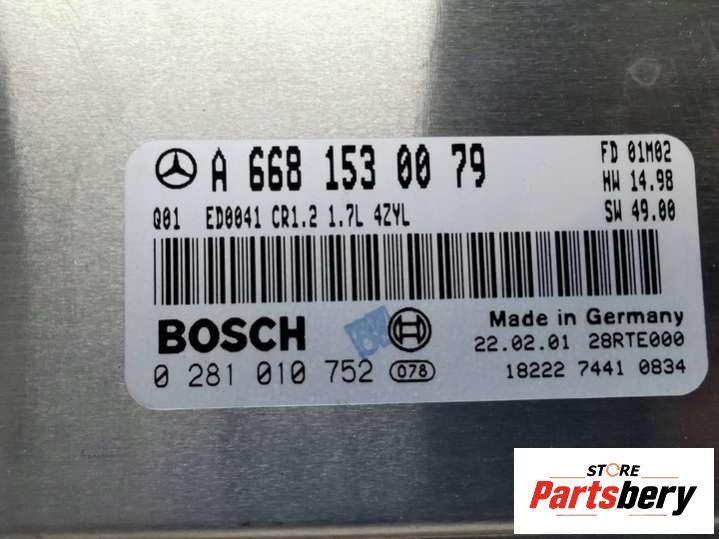 A 668 153 00 79
FD 01M02
HW 14.98
SW 49.00
Q01 ED0041 CR1.2 1.7L 4ZYL
BOSCH
Made in Germany
22.02.01 28RTE000
0 281 010 752 078
18222 7441 0834
STORE
Partsbery